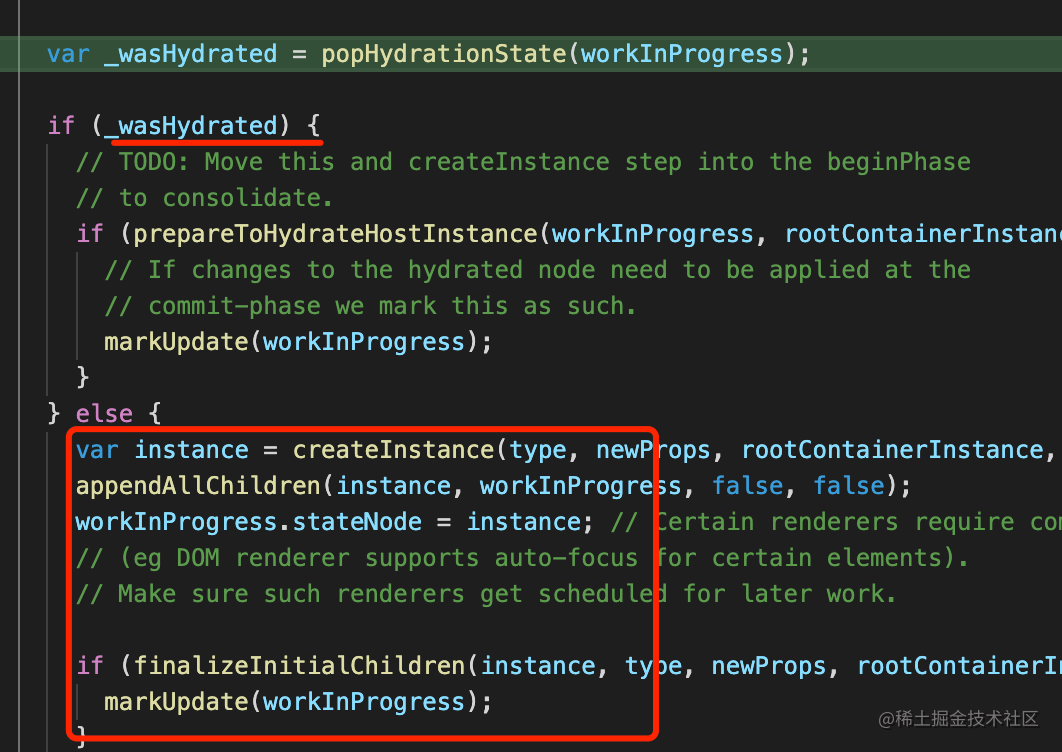 var _wasHydrated = popHydrationState(workInProgress);
if (_wasHydrated) {
// TODO: Move this and createInstance step into the beginPhase
// to consolidate.
if (prepareToHydrateHostInstance(workInProgress, rootContainerInstan
// If changes to the hydrated node need to be applied at the
// commit-phase we mark this as such.
markUpdate(workInProgress);
}
} else {
var instance = createInstance(type, newProps, rootContainerInstance,
appendAllChildren(instance, workInProgress, false, false);
workInProgress.stateNode = instance; // Certain renderers require co
// (eg DOM renderer supports auto-focus for certain elements).
// Make sure such renderers get scheduled for later work.
if (finalizeInitialChildren(instance, type, newProps, rootContainerI
markUpdate(workInProgress);
}
@稀土掘金技术社区